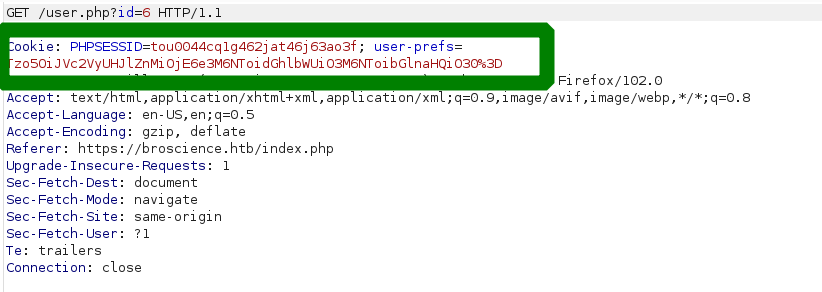 GET /user.php?id=6 HTTP/1.1
Cookie: PHPSESSID=tou0044cq1g462jat46j63ao3f; user-prefs=
Tzo5OiJVc2VyUHJlZnMiOjE6e3M6NToidGhlbWUiO3M6NToibGlnaHQiO30%3D
Firefox/102.0
Accept: text/html,application/xhtml+xml,application/xml;q=0.9,image/avif,image/webp,*/*;q=0.8
Accept-Language: en-US,en;q=0.5
Accept-Encoding: gzip, deflate
Referer: https://broscience.htb/index.php
Upgrade-Insecure-Requests: 1
Sec-Fetch-Dest: document
Sec-Fetch-Mode: navigate
Sec-Fetch-Site: same-origin
Sec-Fetch-User: ?1
Te: trailers
Connection: close